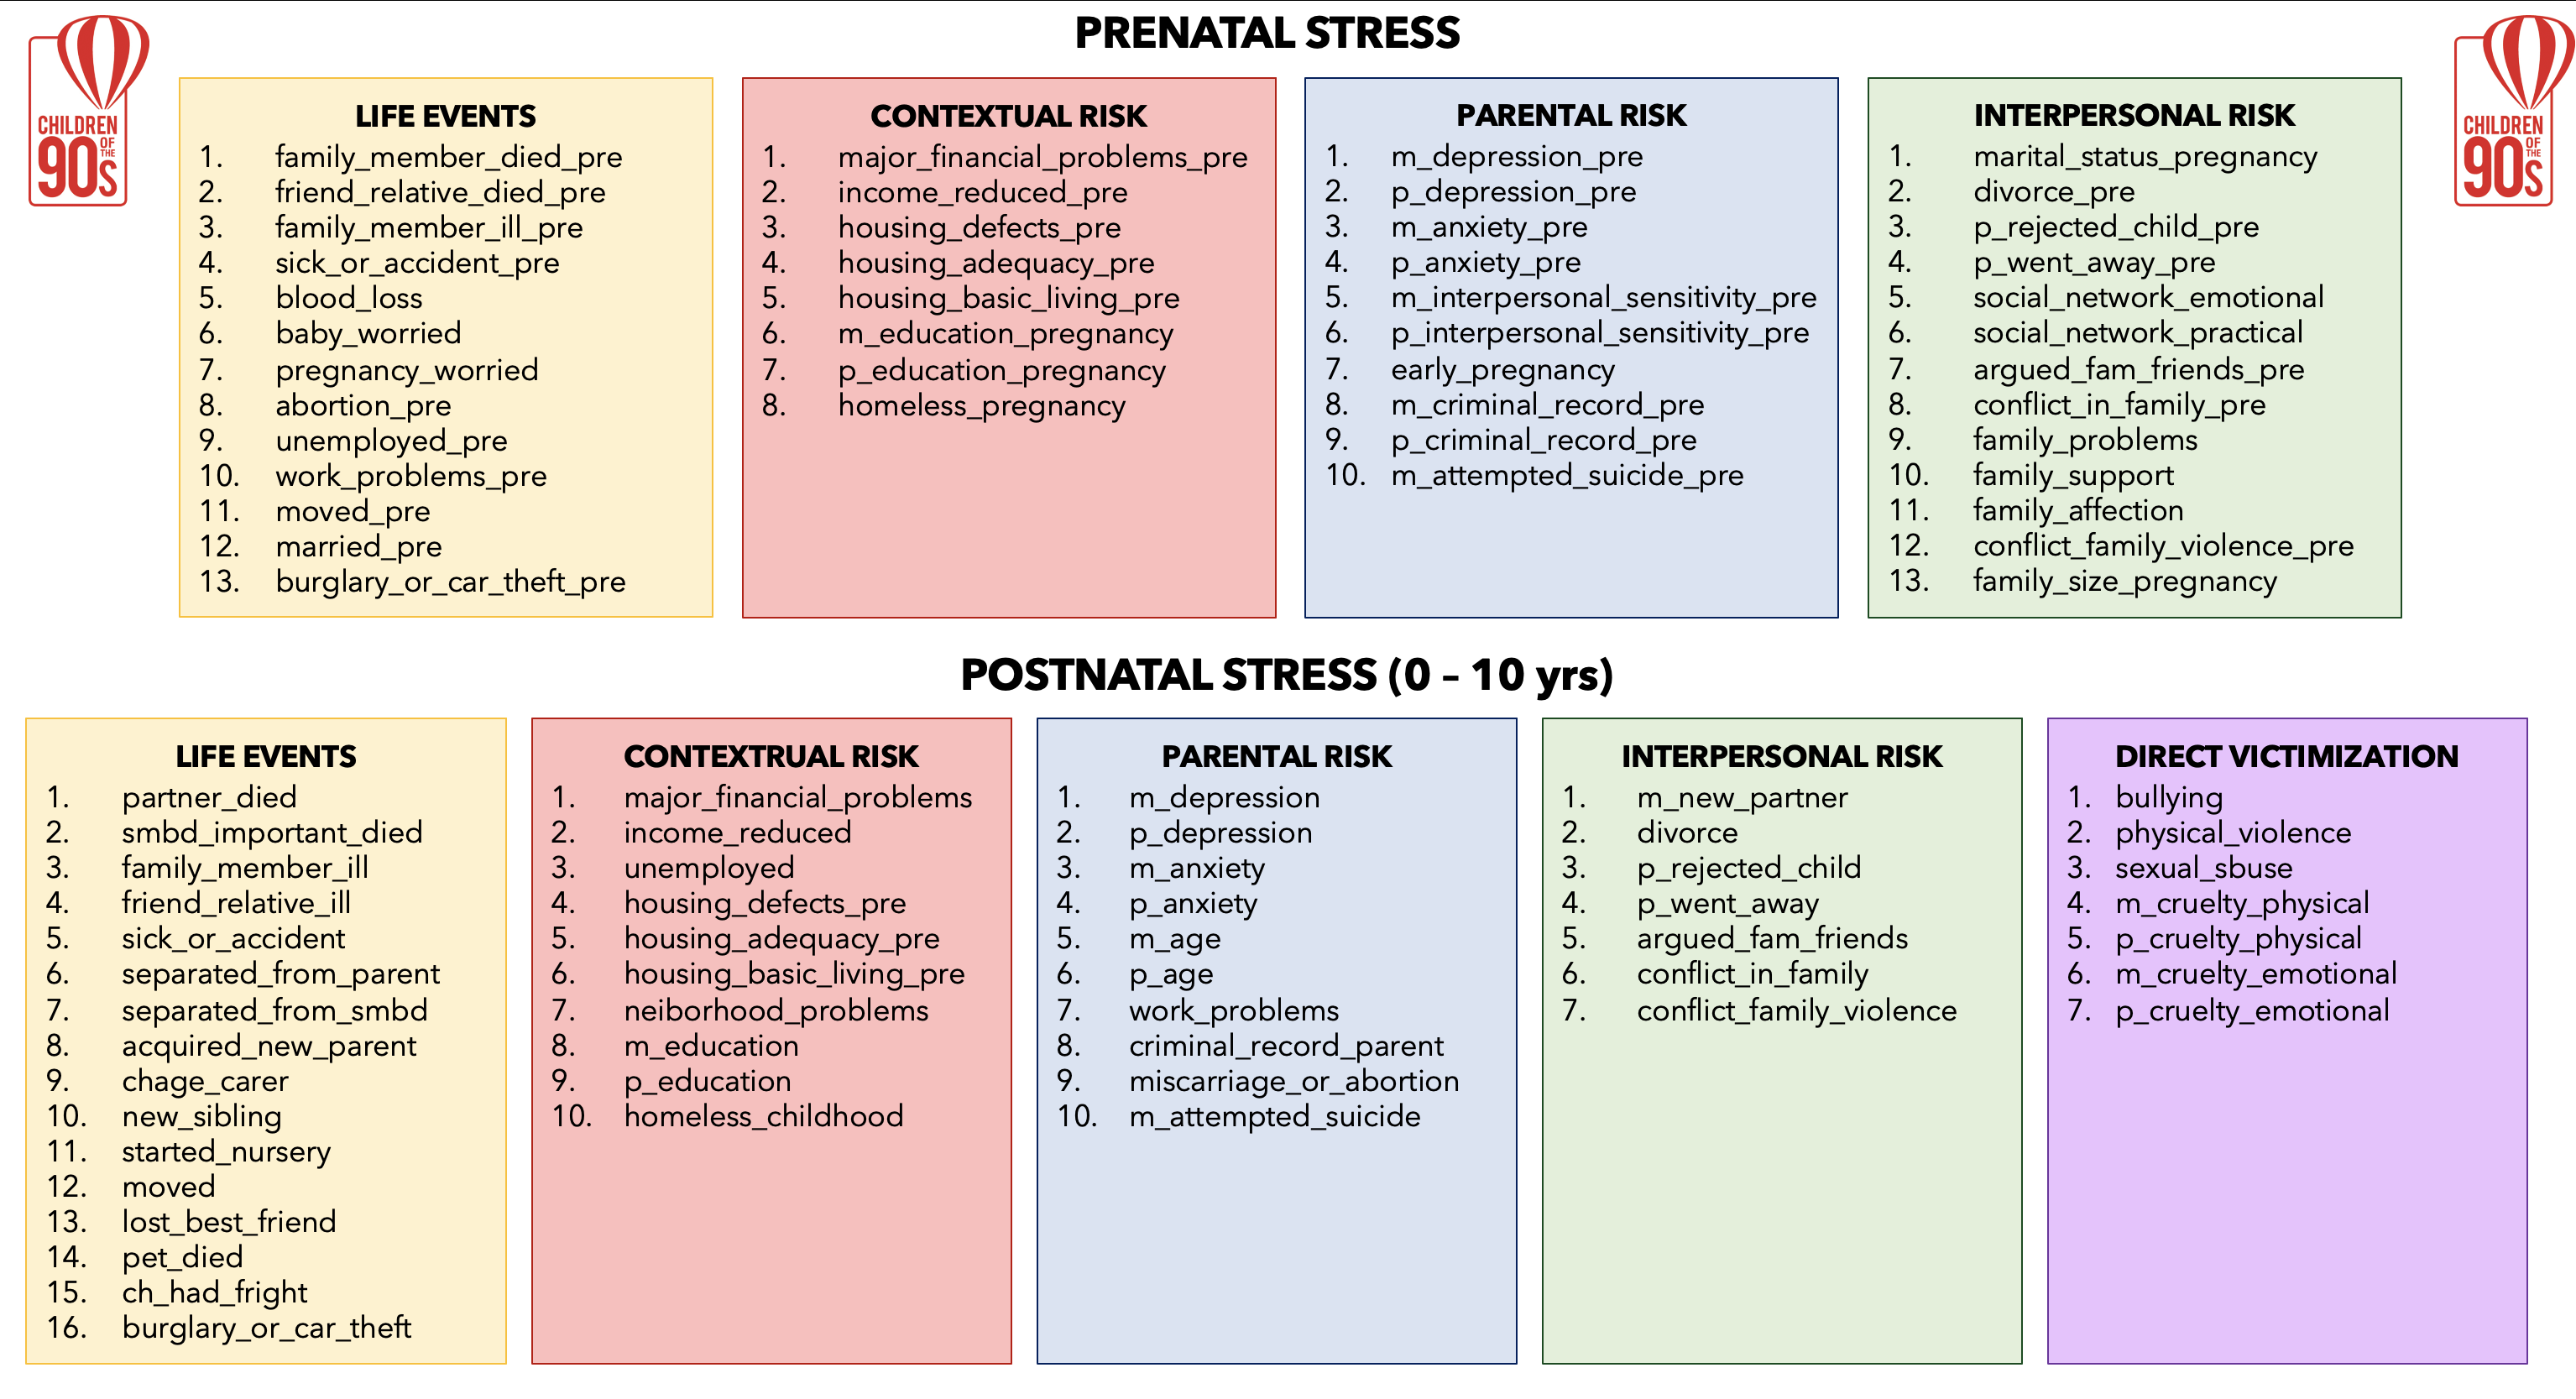 PRENATAL STRESS
CHILDREN
OF THE
90s
CHILDREN
OF THE
90s
LIFE EVENTS
1. family_member_died_pre
2. friend_relative_died_pre
3. family_member_ill_pre
4. sick_or_accident_pre
5. blood_loss
6. baby_worried
7. pregnancy_worried
8. abortion_pre
9. unemployed_pre
10. work_problems_pre
11. moved_pre
12. married_pre
13. burglary_or_car_theft_pre
CONTEXTUAL RISK
1. major_financial_problems_pre
2. income_reduced_pre
3. housing_defects_pre
4. housing_adequacy_pre
5. housing_basic_living_pre
6. m_education_pregnancy
7. p_education_pregnancy
8. homeless_pregnancy
PARENTAL RISK
1. m_depression_pre
2. p_depression_pre
3. m_anxiety_pre
4. p_anxiety_pre
5. m_interpersonal_sensitivity_pre
6. p_interpersonal_sensitivity_pre
7. early_pregnancy
8. m_criminal_record_pre
9. p_criminal_record_pre
10. m_attempted_suicide_pre
INTERPERSONAL RISK
1. marital_status_pregnancy
2. divorce_pre
3. p_rejected_child_pre
4. p_went_away_pre
5. social_network_emotional
6. social_network_practical
7. argued_fam_friends_pre
8. conflict_in_family_pre
9. family_problems
10. family_support
11. family_affection
12. conflict_family_violence_pre
13. family_size_pregnancy
POSTNATAL STRESS (0 – 10 yrs)
LIFE EVENTS
1. partner_died
2. smbd_important_died
3. family_member_ill
4. friend_relative_ill
5. sick_or_accident
6. separated_from_parent
7. separated_from_smbd
8. acquired_new_parent
9. chage_carer
10. new_sibling
11. started_nursery
12. moved
13. lost_best_friend
14. pet_died
15. ch_had_fright
16. burglary_or_car_theft
CONTEXTRUAL RISK
1. major_financial_problems
2. income_reduced
3. unemployed
4. housing_defects_pre
5. housing_adequacy_pre
6. housing_basic_living_pre
7. neiborhood_problems
8. m_education
9. p_education
10. homeless_childhood
PARENTAL RISK
1. m_depression
2. p_depression
3. m_anxiety
4. p_anxiety
5. m_age
6. p_age
7. work_problems
8. criminal_record_parent
9. miscarriage_or_abortion
10. m_attempted_suicide
INTERPERSONAL RISK
1. m_new_partner
2. divorce
3. p_rejected_child
4. p_went_away
5. argued_fam_friends
6. conflict_in_family
7. conflict_family_violence
DIRECT VICTIMIZATION
1. bullying
2. physical_violence
3. sexual_sbuse
4. m_cruelty_physical
5. p_cruelty_physical
6. m_cruelty_emotional
7. p_cruelty_emotional